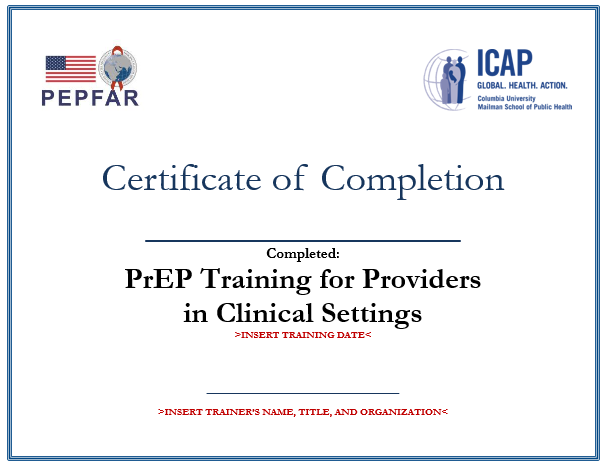 PEPFAR
ICAP
GLOBAL. HEALTH. ACTION.
Columbia University
Mailman School of Public Health
Certificate of Completion
Completed:
PrEP Training for Providers
in Clinical Settings
>INSERT TRAINING DATE<
>INSERT TRAINER'S NAME, TITLE, AND ORGANIZATION<